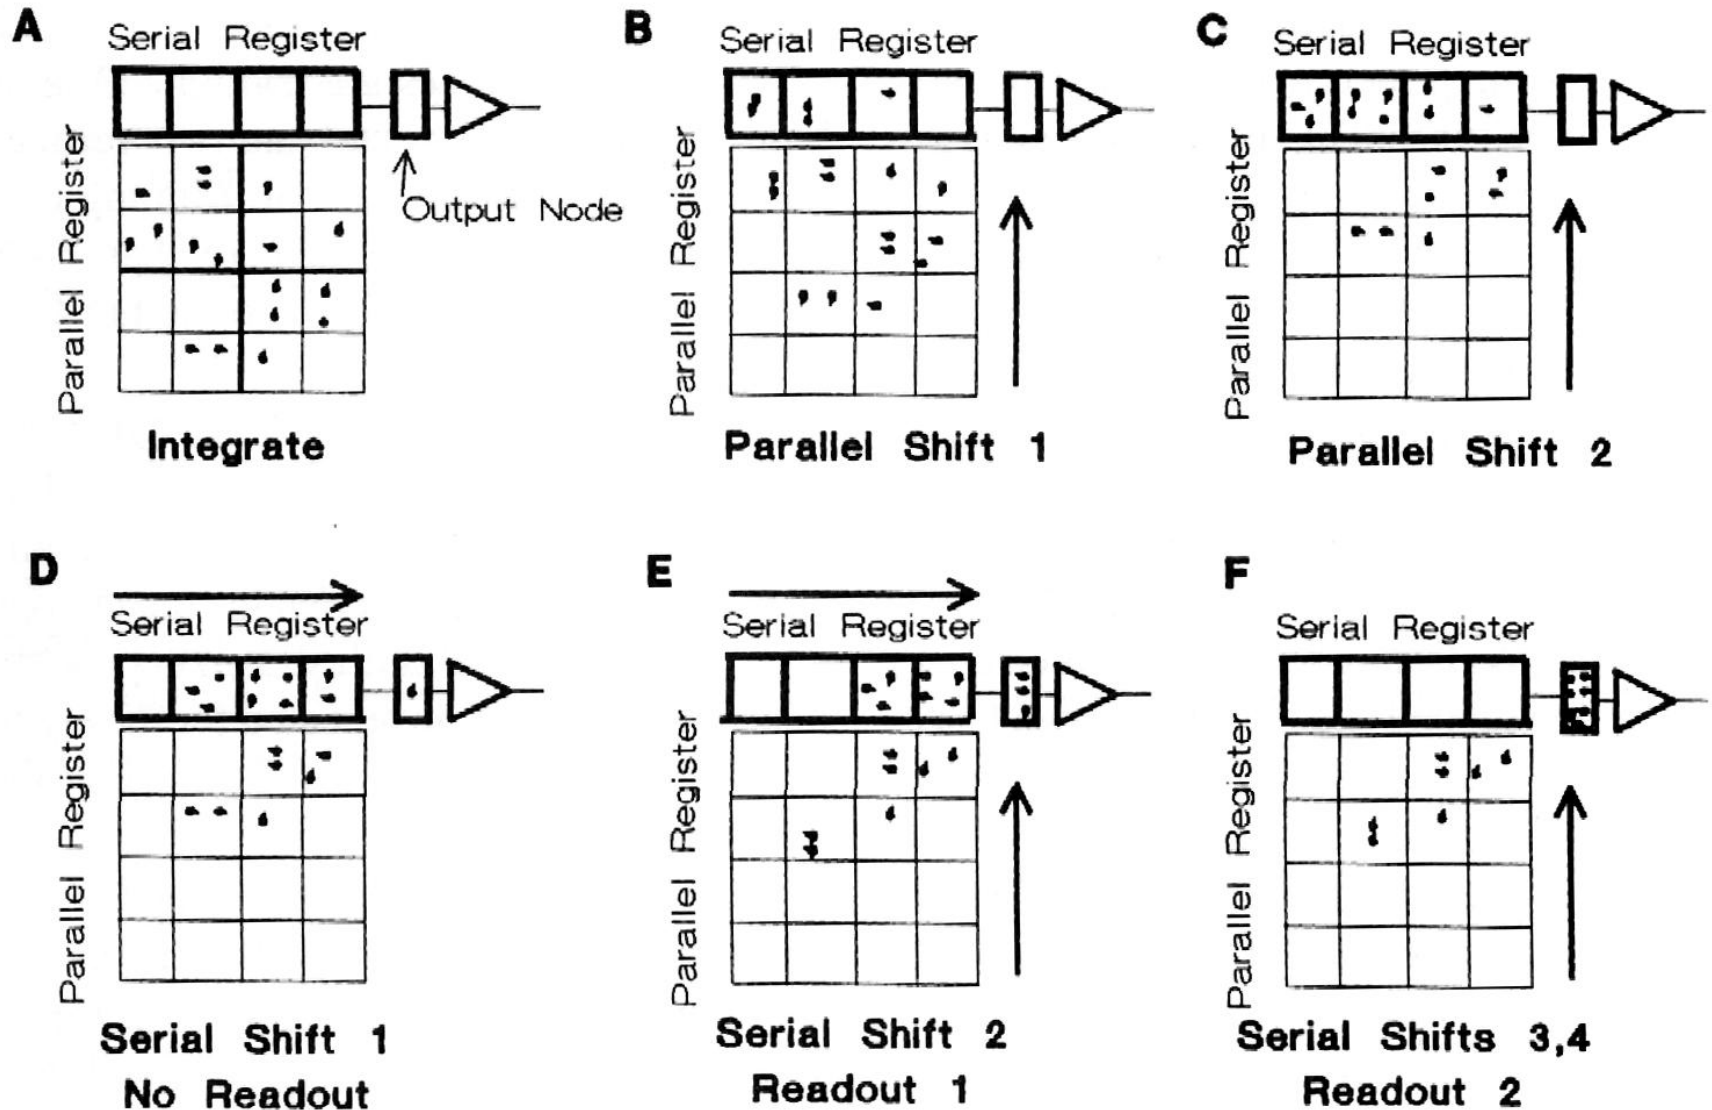 A
Serial Register
Parallel Register
Output Node
Integrate
B
Serial Register
Parallel Register
Parallel Shift 1
C
Serial Register
Parallel Register
Parallel Shift 2
D
Serial Register
Parallel Register
Serial Shift 1
No Readout
E
Serial Register
Parallel Register
Serial Shift 2
Readout 1
F
Serial Register
Parallel Register
Serial Shifts 3,4
Readout 2